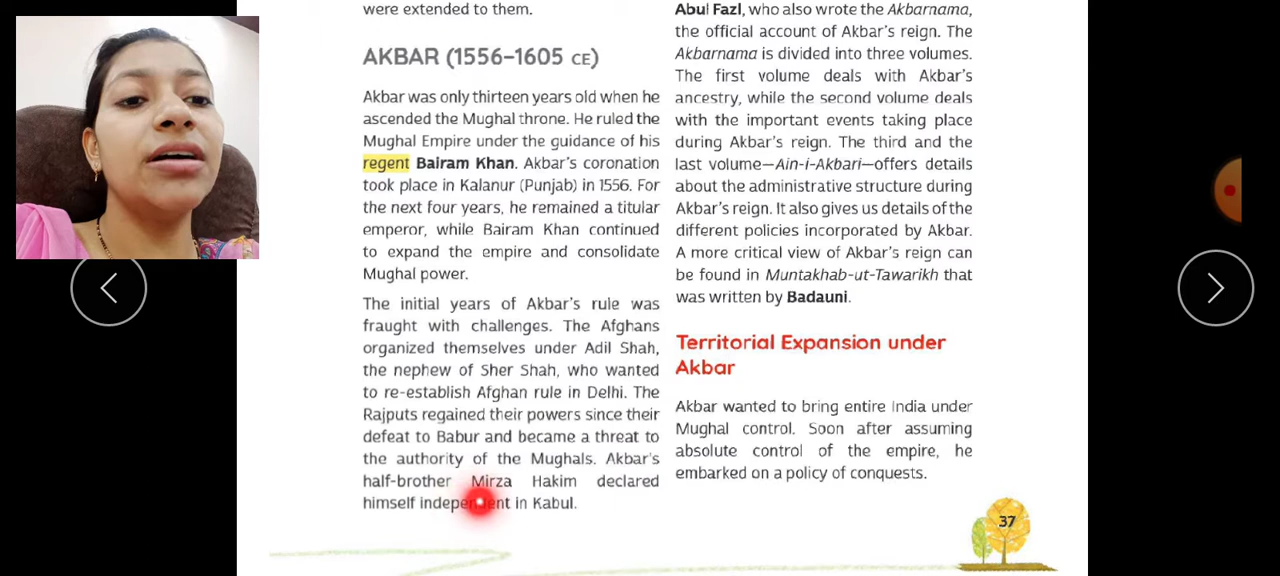 were extended to them.
AKBAR (1556–1605 CE)
Akbar was only thirteen years old when he
ascended the Mughal throne. He ruled the
Mughal Empire under the guidance of his
regent Bairam Khan. Akbar's coronation
took place in Kalanur (Punjab) in 1556. For
the next four years, he remained a titular
emperor, while Bairam Khan continued
to expand the empire and consolidate
Mughal power.
The initial years of Akbar's rule was
fraught with challenges. The Afghans
organized themselves under Adil Shah,
the nephew of Sher Shah, who wanted
to re-establish Afghan rule in Delhi. The
Rajputs regained their powers since their
defeat to Babur and became a threat to
the authority of the Mughals. Akbar's
half-brother Mirza Hakim declared
himself independent in Kabul.
Abul Fazl, who also wrote the Akbarnama,
the official account of Akbar's reign. The
Akbarnama is divided into three volumes.
The first volume deals with Akbar's
ancestry, while the second volume deals
with the important events taking place
during Akbar's reign. The third and the
last volume—Ain-i-Akbari—offers details
about the administrative structure during
Akbar's reign. It also gives us details of the
different policies incorporated by Akbar.
A more critical view of Akbar's reign can
be found in Muntakhab-ut-Tawarikh that
was written by Badauni.
Territorial Expansion under
Akbar
Akbar wanted to bring entire India under
Mughal control. Soon after assuming
absolute control of the empire, he
embarked on a policy of conquests.
37